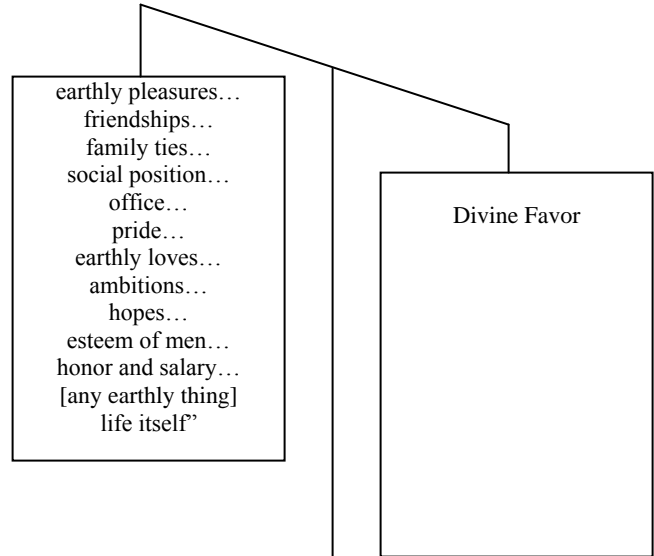 earthly pleasures…
friendships…
family ties…
social position…
office…
pride…
earthly loves…
ambitions…
hopes…
esteem of men…
honor and salary…
[any earthly thing]
life itself”
Divine Favor